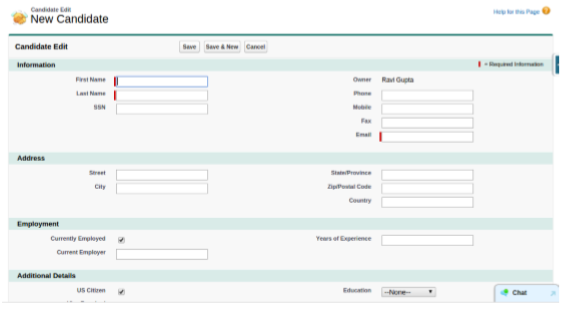 Candidate Edit
New Candidate
Help for this Page
Candidate Edit
Save
Save & New
Cancel
Information
= Required Information
First Name
Owner
Ravi Gupta
Last Name
Phone
SSN
Mobile
Fax
Email
Address
Street
State/Province
City
Zip/Postal Code
Country
Employment
Currently Employed
Years of Experience
Current Employer
Additional Details
US Citizen
Education
--None--
Chat